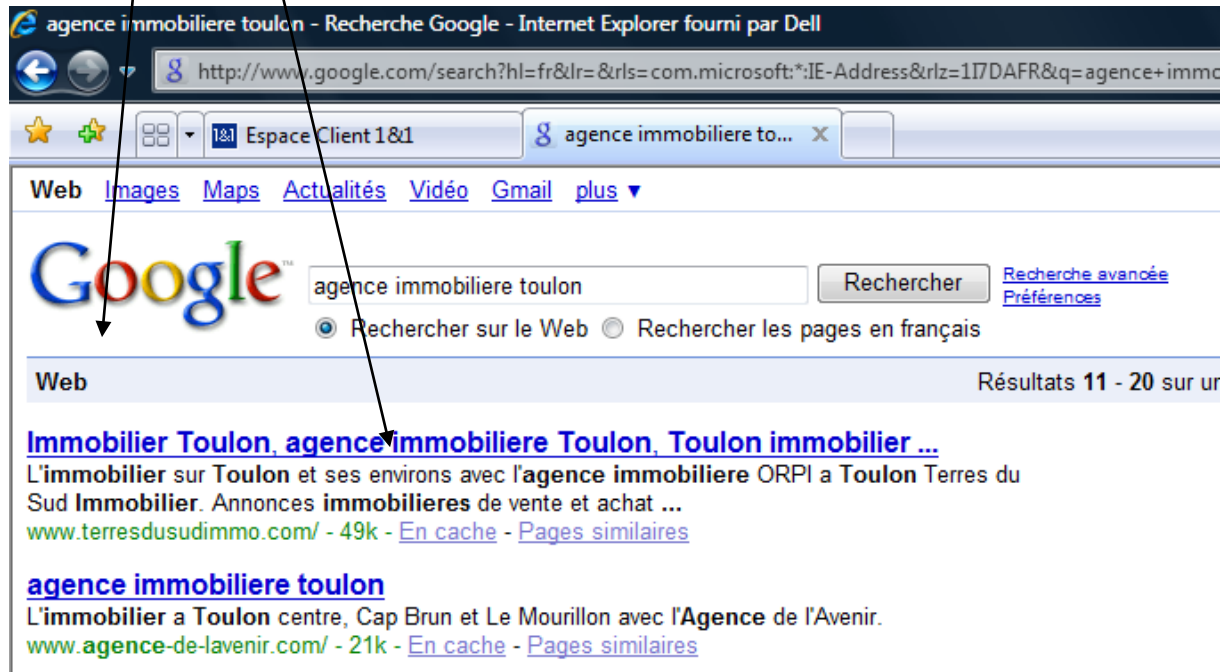 agence immobiliere toulon - Recherche Google - Internet Explorer fourni par Dell
http://www.google.com/search?hl=fr&lr=&rls=com.microsoft:*:IE-Address&rlz=1I7DAFR&q=agence+immo
1&1 Espace Client 1&1 agence immobiliere to... X
Web Images Maps Actualités Vidéo Gmail plus ▼
Google™ agence immobiliere toulon Rechercher Recherche avancée
Préférences
Rechercher sur le Web Rechercher les pages en français
Web Résultats 11 - 20 sur un
Immobilier Toulon, agence immobiliere Toulon, Toulon immobilier ...
L'immobilier sur Toulon et ses environs avec l'agence immobiliere ORPI a Toulon Terres du
Sud Immobilier. Annonces immobilieres de vente et achat ...
www.terresdusudimmo.com/ - 49k - En cache - Pages similaires
agence immobiliere toulon
L'immobilier a Toulon centre, Cap Brun et Le Mourillon avec l'Agence de l'Avenir.
www.agence-de-lavenir.com/ - 21k - En cache - Pages similaires